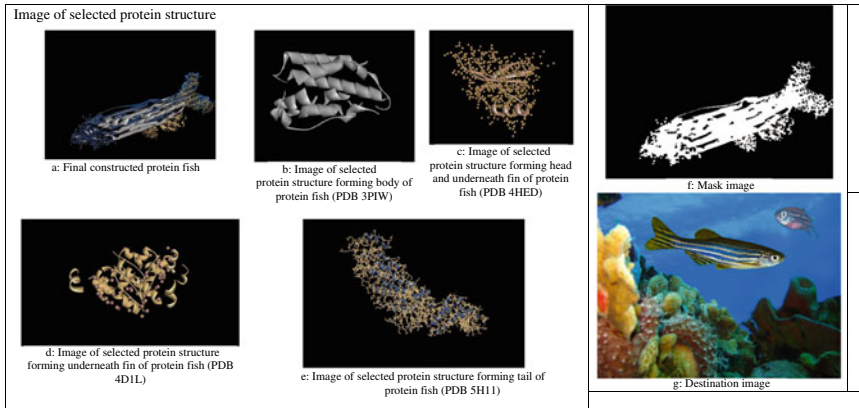 Image of selected protein structure
a: Final constructed protein fish
b: Image of selected
protein structure forming body of
protein fish (PDB 3PIW)
c: Image of selected
protein structure forming head
and underneath fin of protein
fish (PDB 4HED)
d: Image of selected protein structure
forming underneath fin of protein fish (PDB
4D1L)
e: Image of selected protein structure forming tail of
protein fish (PDB 5H11)
f: Mask image
g: Destination image